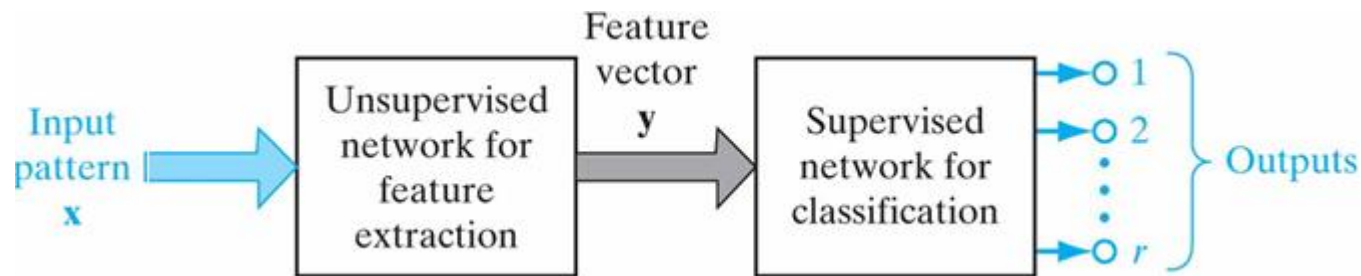 Input
pattern
x
Unsupervised
network for
feature
extraction
Feature
vector
y
Supervised
network for
classification
1
2
r
Outputs